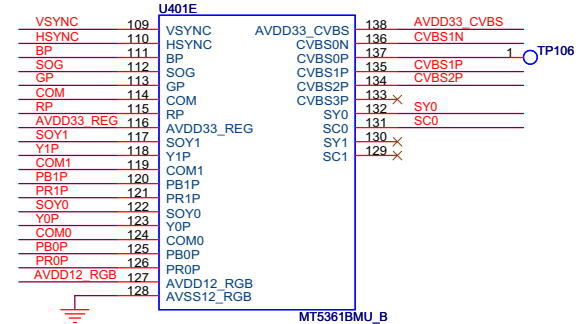 U401E
VSYNC 109 VSYNC AVDD33_CVBS 138 AVDD33_CVBS
HSYNC 110 HSYNC CVBS0N 136 CVBS1N
BP 111 BP CVBS0P 137 1 TP106
SOG 112 SOG CVBS1P 135 CVBS1P
GP 113 GP CVBS2P 134 CVBS2P
COM 114 COM CVBS3P 133
RP 115 RP SY0 132 SY0
AVDD33_REG 116 AVDD33_REG SC0 131 SC0
SOY1 117 SOY1 SY1 130
Y1P 118 Y1P SC1 129
COM1 119 COM1
PB1P 120 PB1P
PR1P 121 PR1P
SOY0 122 SOY0
Y0P 123 Y0P
COM0 124 COM0
PB0P 125 PB0P
PR0P 126 PR0P
AVDD12_RGB 127 AVDD12_RGB
128 AVSS12_RGB
MT5361BMU_B